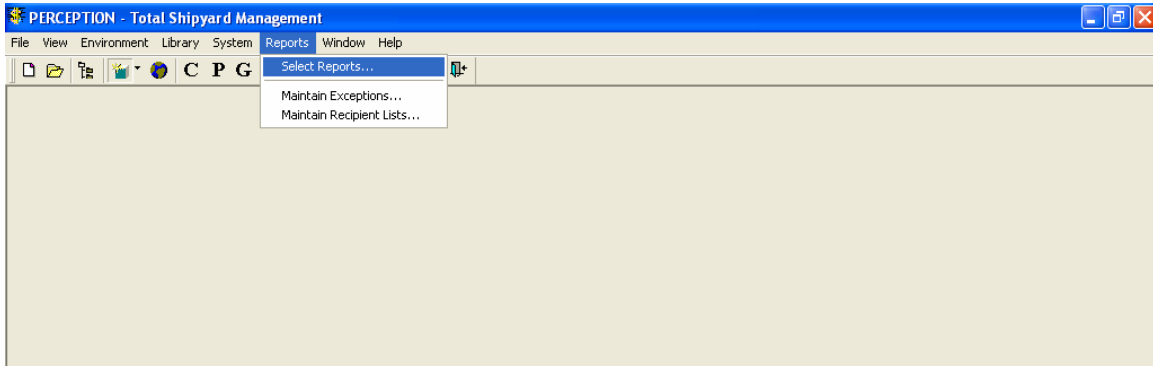 PERCEPTION - Total Shipyard Management
File View Environment Library System Reports Window Help
C P G
Select Reports...
Maintain Exceptions...
Maintain Recipient Lists...